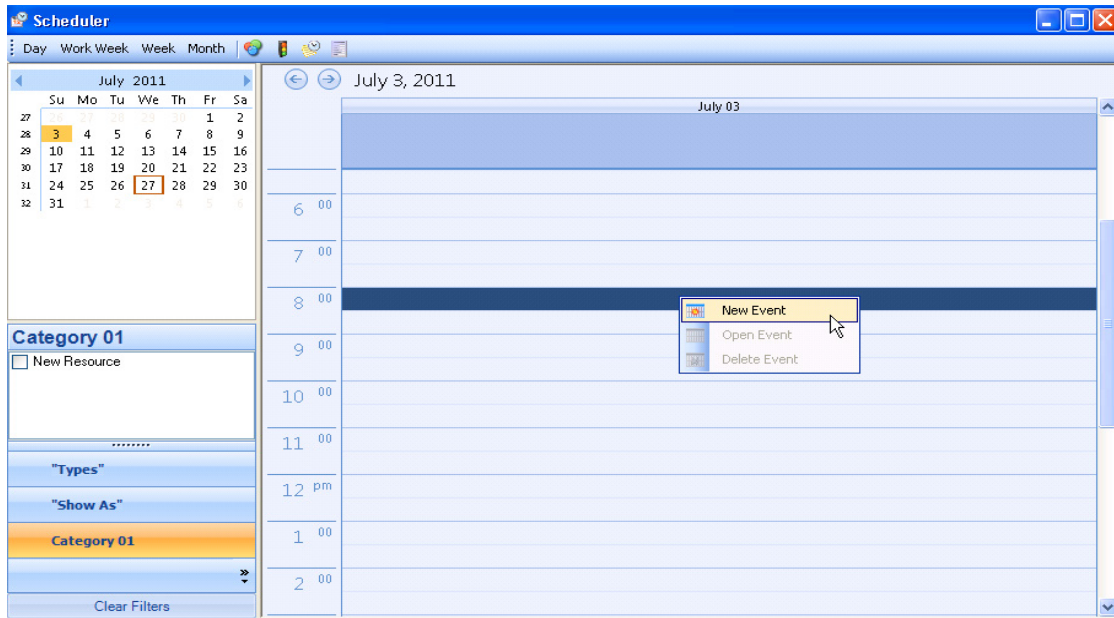 Scheduler
Day Work Week Week Month
July 2011
Su Mo Tu We Th Fr Sa
27 26 27 28 29 30 1 2
28 3 4 5 6 7 8 9
29 10 11 12 13 14 15 16
30 17 18 19 20 21 22 23
31 24 25 26 27 28 29 30
32 31 1 2 3 4 5 6
Category 01
New Resource
"Types"
"Show As"
Category 01
Clear Filters
July 3, 2011
July 03
6 00
7 00
8 00
9 00
10 00
11 00
12 pm
1 00
2 00
New Event
Open Event
Delete Event